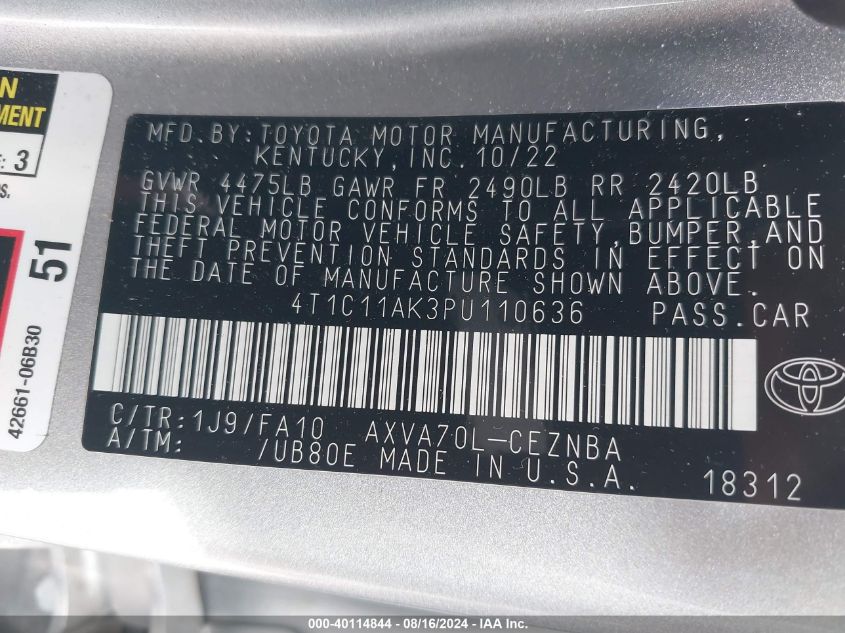 N
MENT
: 3
S.
51
42661-06B30
MFD.BY:TOYOTA MOTOR MANUFACTURING,
KENTUCKY,INC. 10/22
GVWR 4475LB GAWR FR 2490LB RR 2420LB
THIS VEHICLE CONFORMS TO ALL APPLICABLE
FEDERAL MOTOR VEHICLE SAFETY,BUMPER,AND
THEFT PREVENTION STANDARDS IN EFFECT ON
THE DATE OF MANUFACTURE SHOWN ABOVE.
4T1C11AK3PU110636 PASS.CAR
C/TR:1J9/FA10 AXVA70L-CEZNBA
A/TM: /UB80E MADE IN U.S.A.
18312
000-40114844 - 08/16/2024 - IAA Inc.